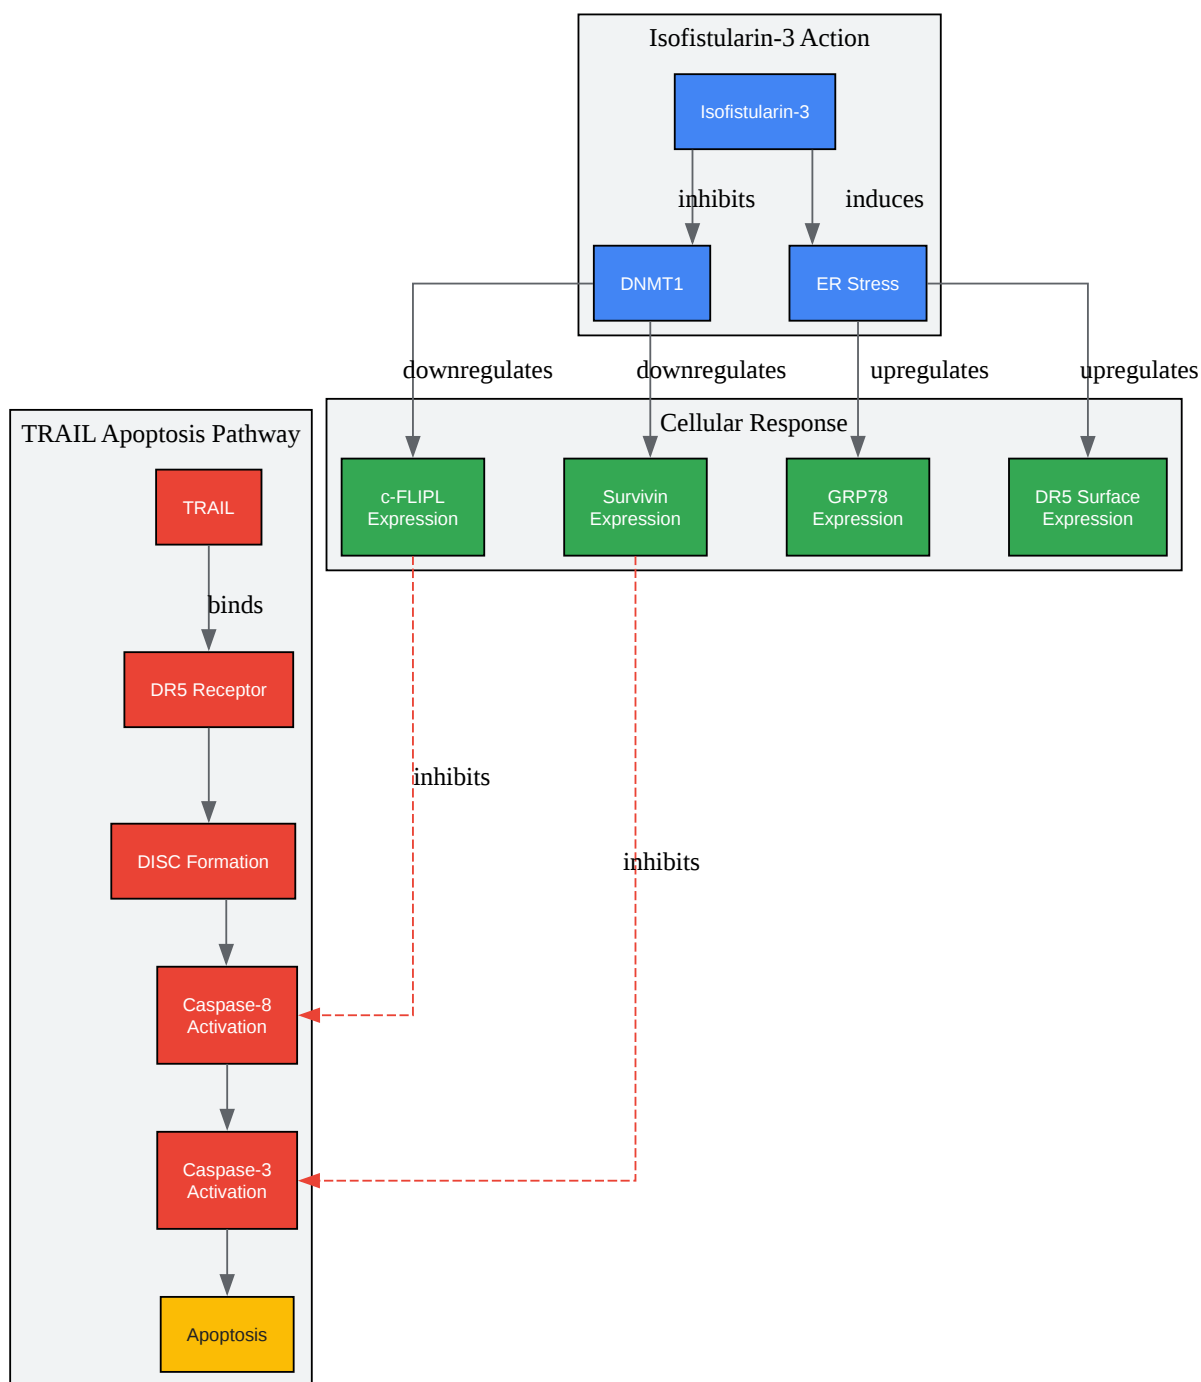 Isofistularin-3 Action
Isofistularin-3
inhibits
induces
DNMT1
ER Stress
downregulates
downregulates
upregulates
upregulates
Cellular Response
c-FLIPL
Expression
Survivin
Expression
GRP78
Expression
DR5 Surface
Expression
TRAIL Apoptosis Pathway
TRAIL
binds
DR5 Receptor
inhibits
DISC Formation
inhibits
Caspase-8
Activation
Caspase-3
Activation
Apoptosis